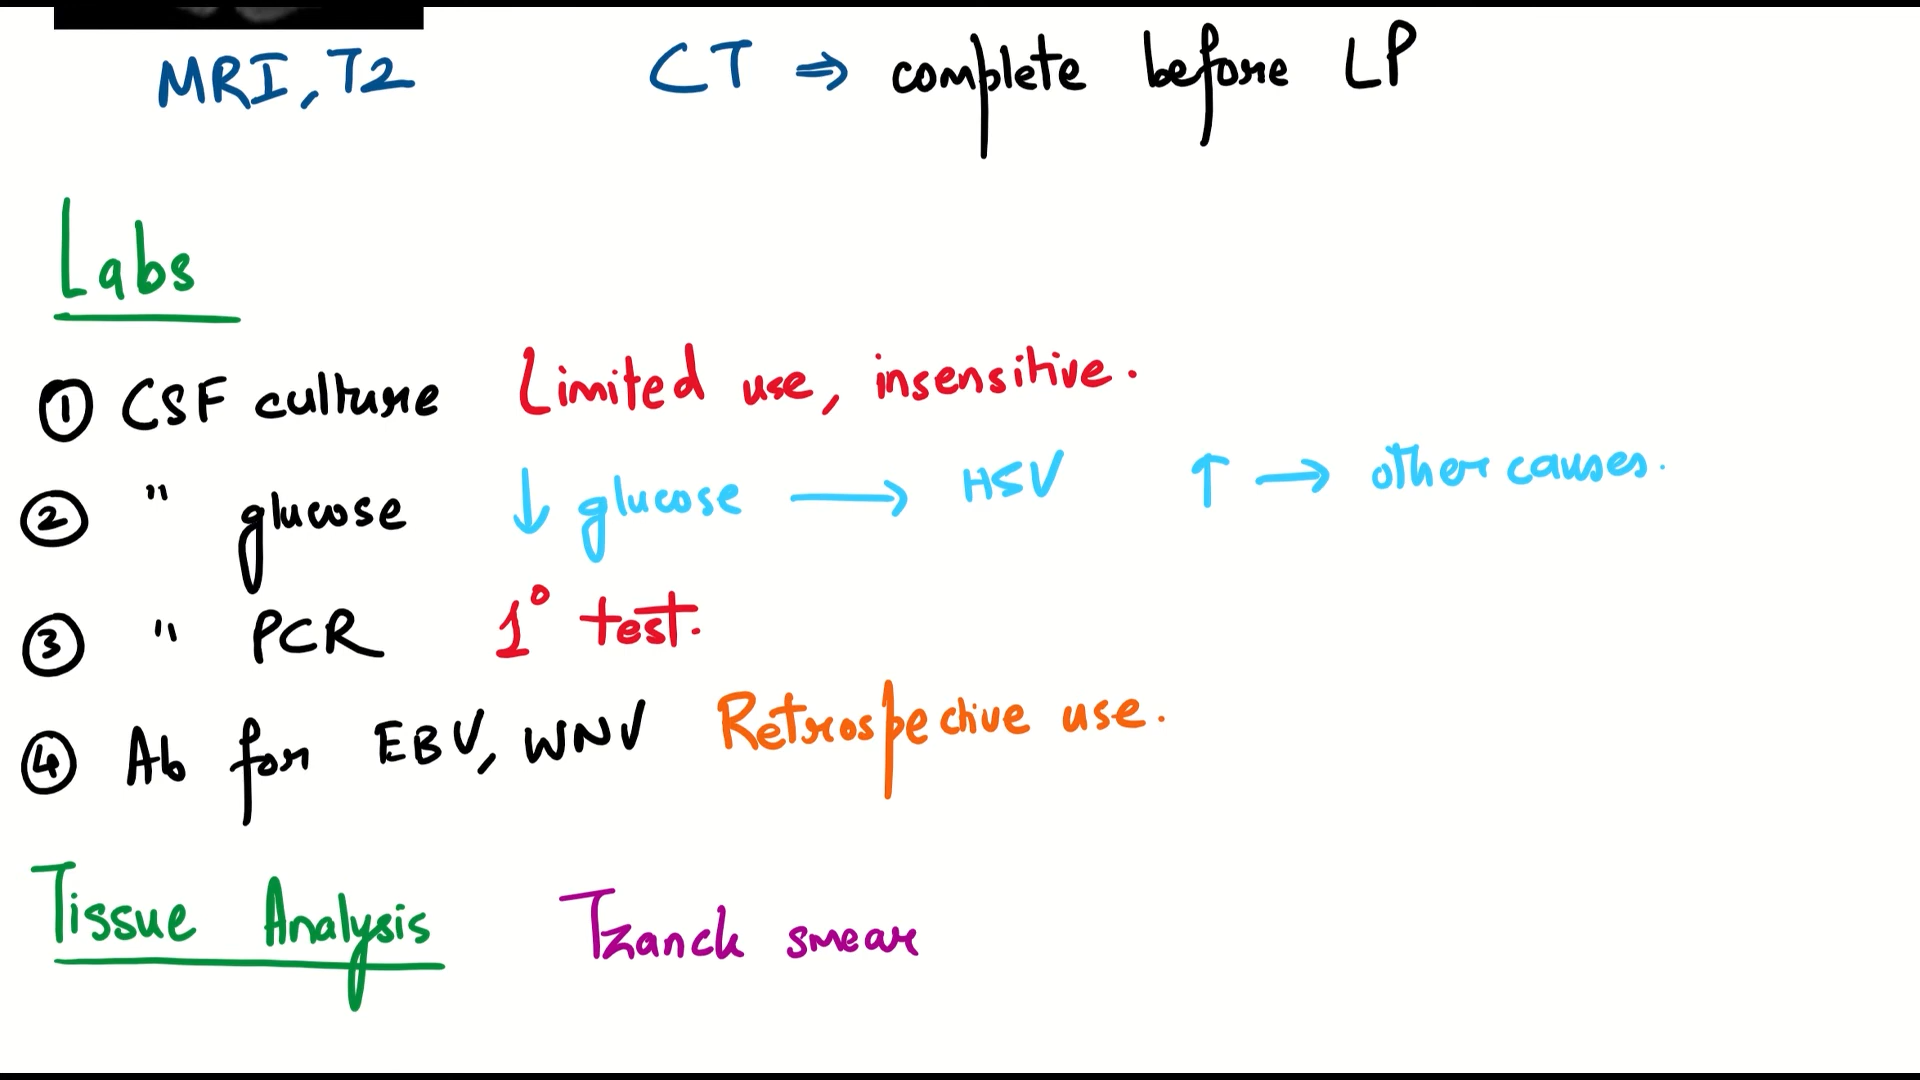 MRI, T2 CT ⇒ complete before LP
Labs
① CSF culture Limited use, insensitive.
② " glucose ↓ glucose → HSV ↑ → other causes.
③ " PCR 1° test.
④ Ab for EBV, WNV Retrospective use.
Tissue Analysis Tzanck smear